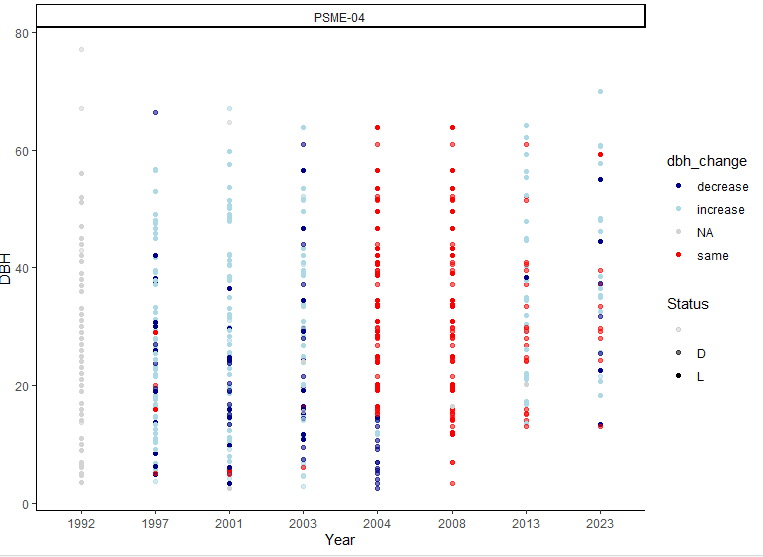 PSME-04
80
60
40
20
0
DBH
1992 1997 2001 2003 2004 2008 2013 2023
Year
dbh_change
decrease
increase
NA
same
Status
D
L